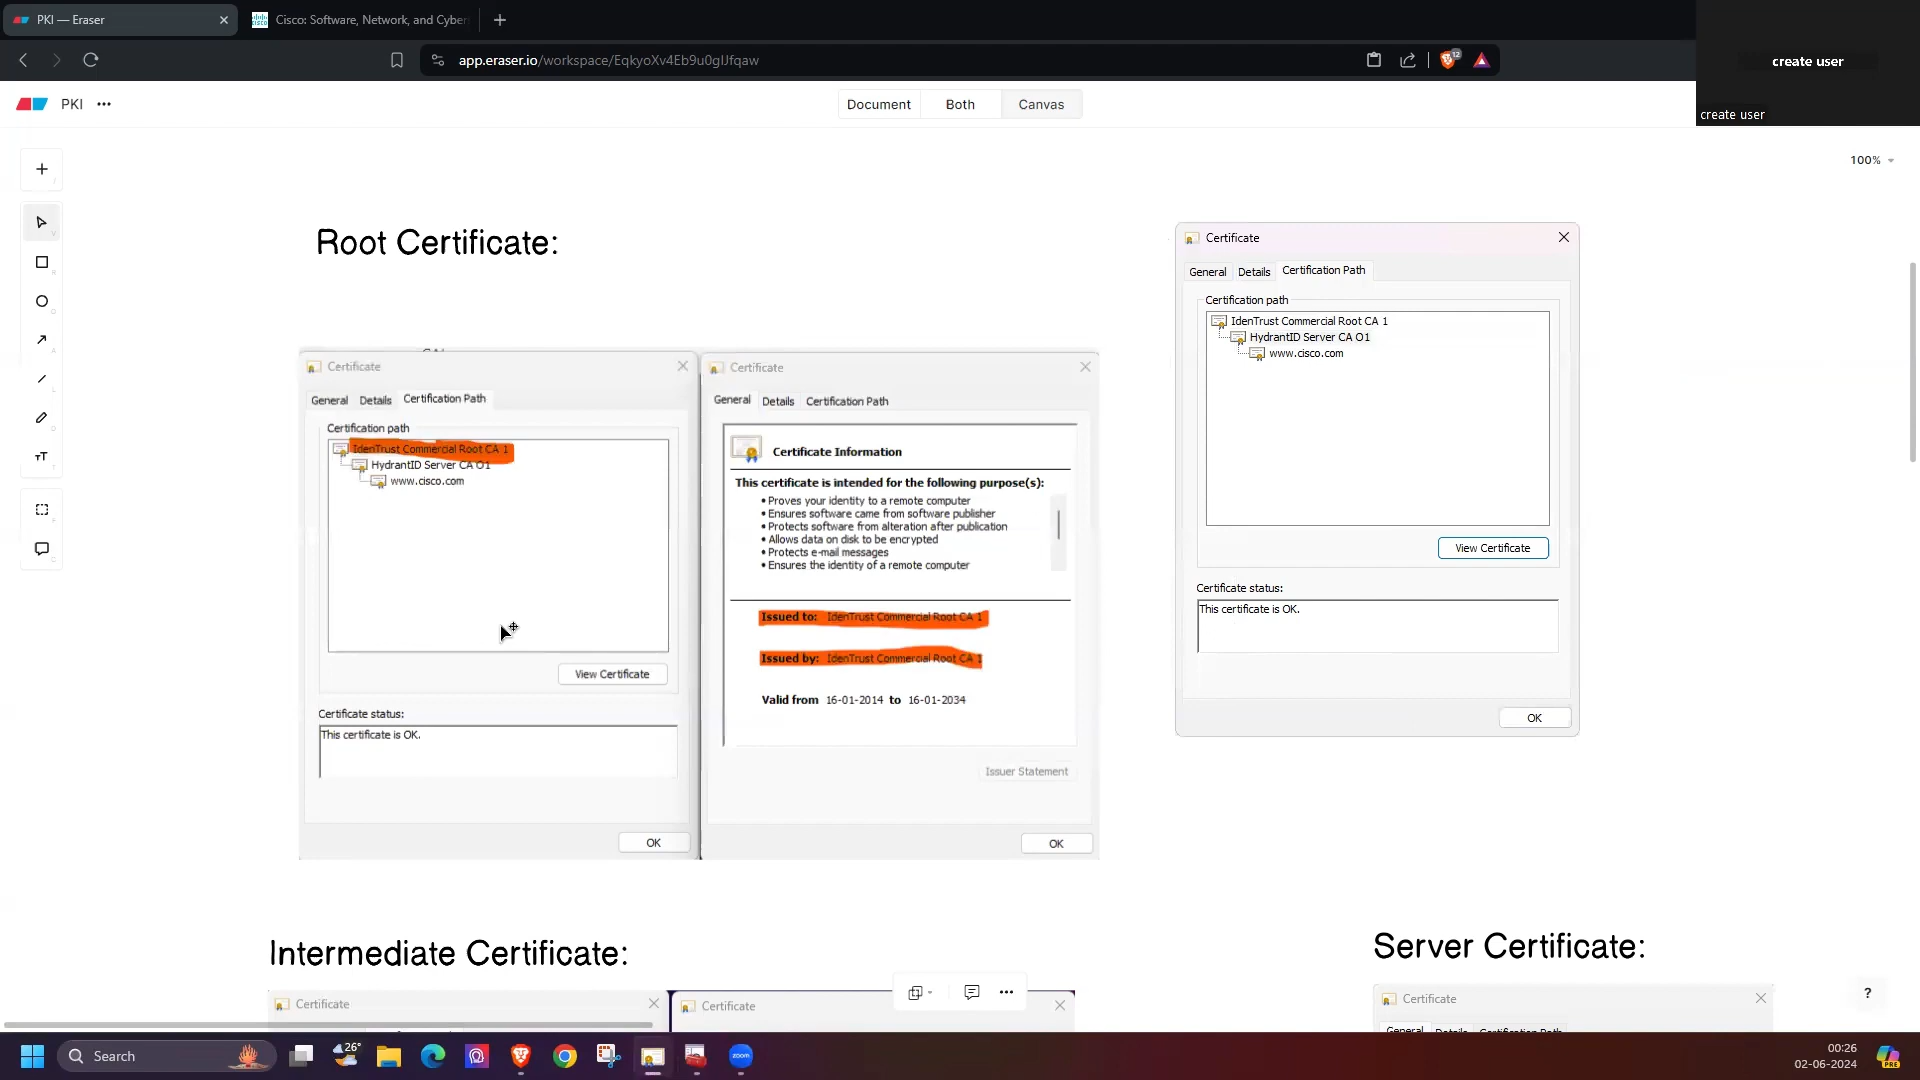 PKI — Eraser
Cisco: Software, Network, and Cyber
app.eraser.io/workspace/EqkyoXv4Eb9u0glJfqaw
12
create user
create user
PKI
Document
Both
Canvas
100%
Root Certificate:
Certificate
General Details Certification Path
Certification path
IdenTrust Commercial Root CA 1
HydrantID Server CA O1
www.cisco.com
View Certificate
Certificate status:
This certificate is OK.
OK
Certificate
General Details Certification Path
Certification path
IdenTrust Commercial Root CA 1
HydrantID Server CA O1
www.cisco.com
View Certificate
Certificate status:
This certificate is OK.
OK
Certificate
General Details Certification Path
Certificate Information
This certificate is intended for the following purpose(s):
• Proves your identity to a remote computer
• Ensures software came from software publisher
• Protects software from alteration after publication
• Allows data on disk to be encrypted
• Protects e-mail messages
• Ensures the identity of a remote computer
Issued to: IdenTrust Commercial Root CA 1
Issued by: IdenTrust Commercial Root CA 1
Valid from 16-01-2014 to 16-01-2034
Issuer Statement
OK
Intermediate Certificate:
Certificate
Certificate
Server Certificate:
Certificate
General Details Certification Path
?
Search
26°
zoom
00:26
02-06-2024
PRE